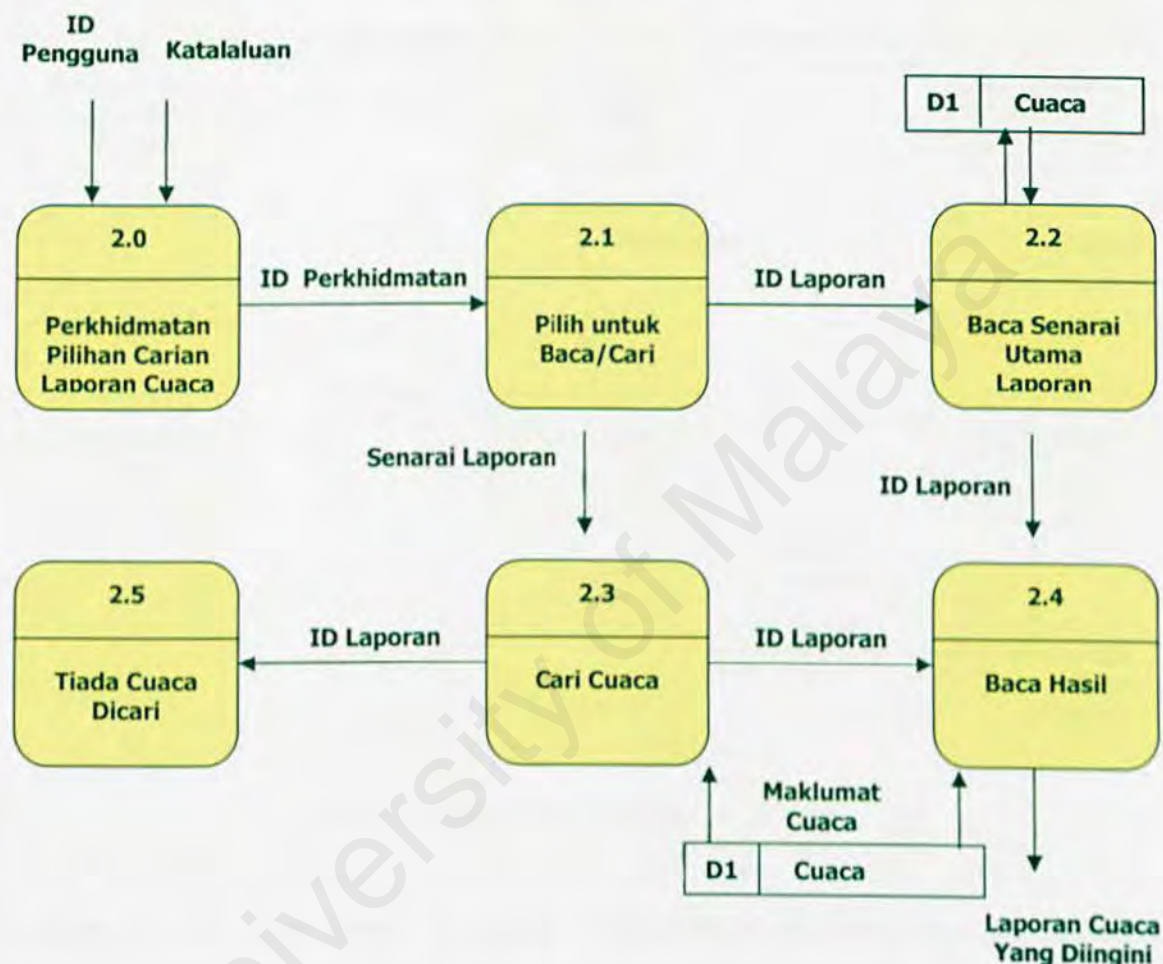 ID
Pengguna
Katalaluan
D1
Cuaca
2.0
Perkhidmatan
Pilihan Carian
Laporan Cuaca
ID Perkhidmatan
2.1
Pilih untuk
Baca/Cari
ID Laporan
2.2
Baca Senarai
Utama
Laporan
Senarai Laporan
ID Laporan
2.5
Tiada Cuaca
Dicari
ID Laporan
2.3
Cari Cuaca
ID Laporan
2.4
Baca Hasil
Maklumat
Cuaca
D1
Cuaca
Laporan Cuaca
Yang Diingini
University of Malaya